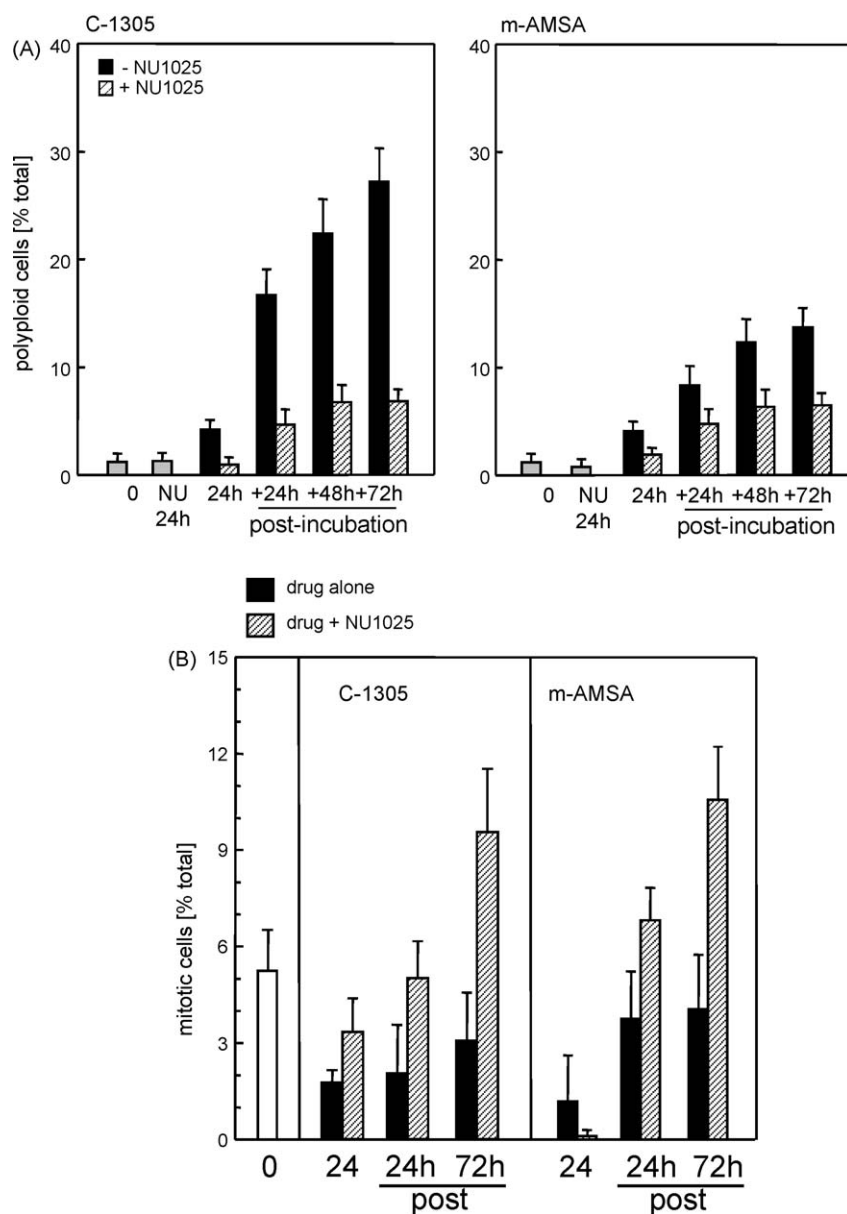 C-1305
m-AMSA
(A)
40
30
20
10
0
polyploid cells [% total]
- NU1025
+ NU1025
0 NU 24h +24h +48h+72h
24h post-incubation
40
30
20
10
0
0 NU 24h +24h +48h +72h
24h post-incubation
drug alone
drug + NU1025
(B)
15
12
9
6
3
0
mitotic cells [% total]
C-1305
m-AMSA
0 24 24h 72h 24 24h 72h
post post